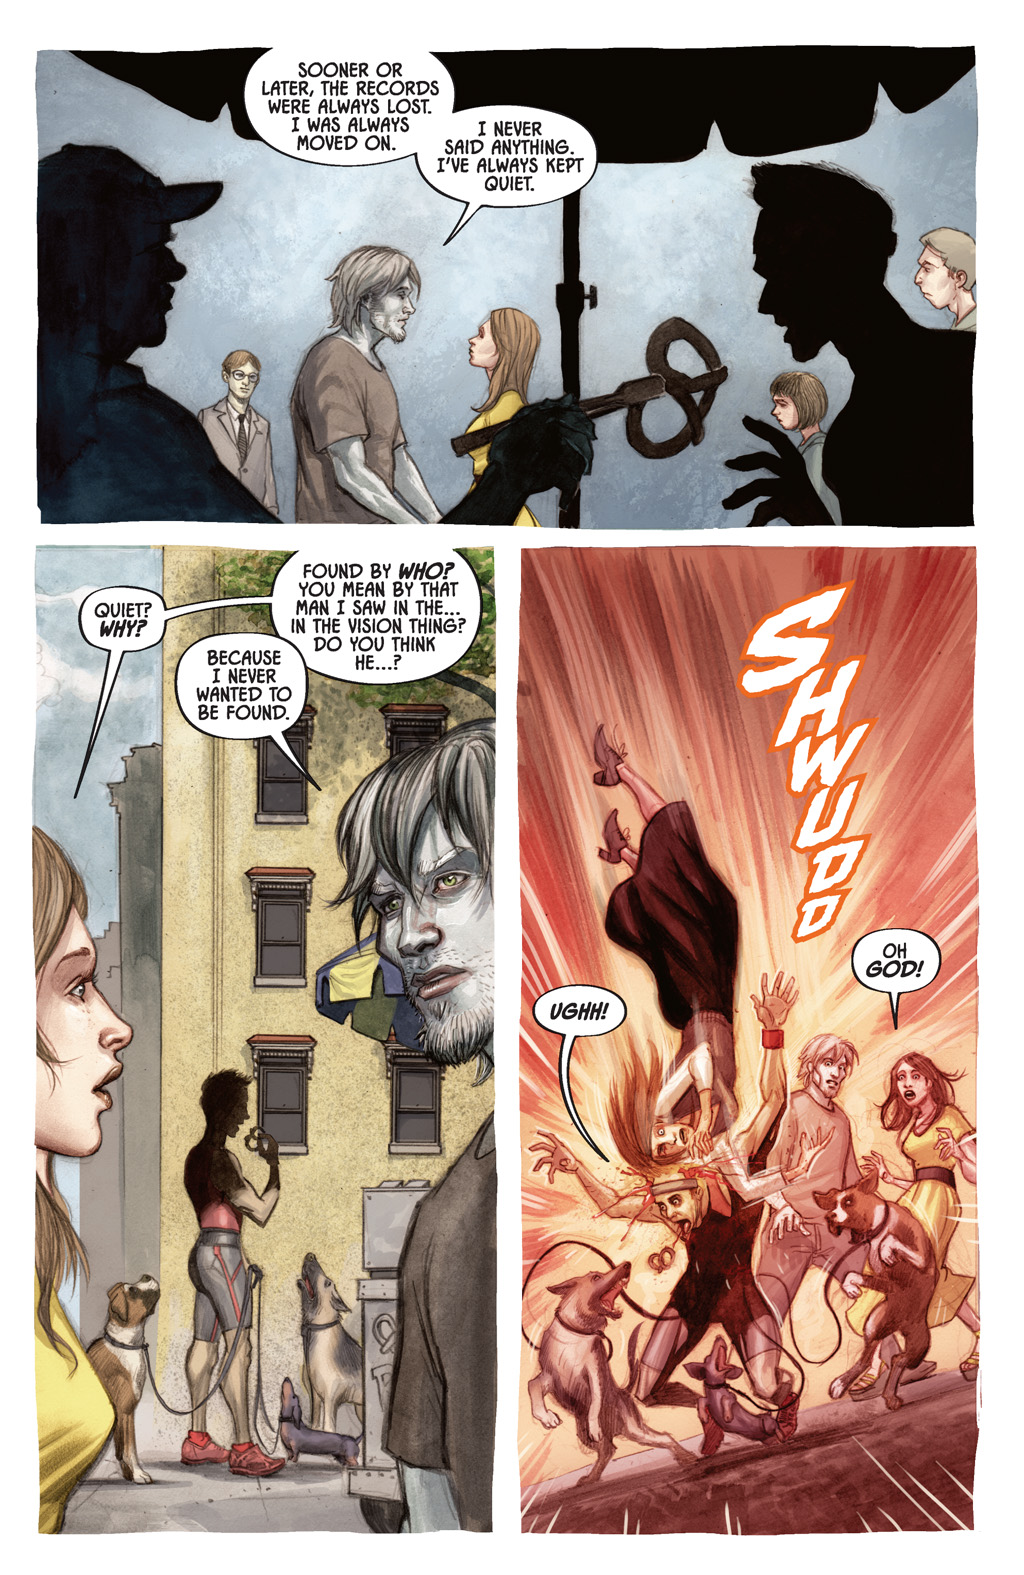 SOONER OR
LATER, THE RECORDS
WERE ALWAYS LOST.
I WAS ALWAYS
MOVED ON.
I NEVER
SAID ANYTHING.
I'VE ALWAYS KEPT
QUIET.
QUIET?
WHY?
BECAUSE
I NEVER
WANTED TO
BE FOUND.
FOUND BY WHO?
YOU MEAN BY THAT
MAN I SAW IN THE...
IN THE VISION THING?
DO YOU THINK
HE...?
SHWUDD
UGHH!
OH
GOD!